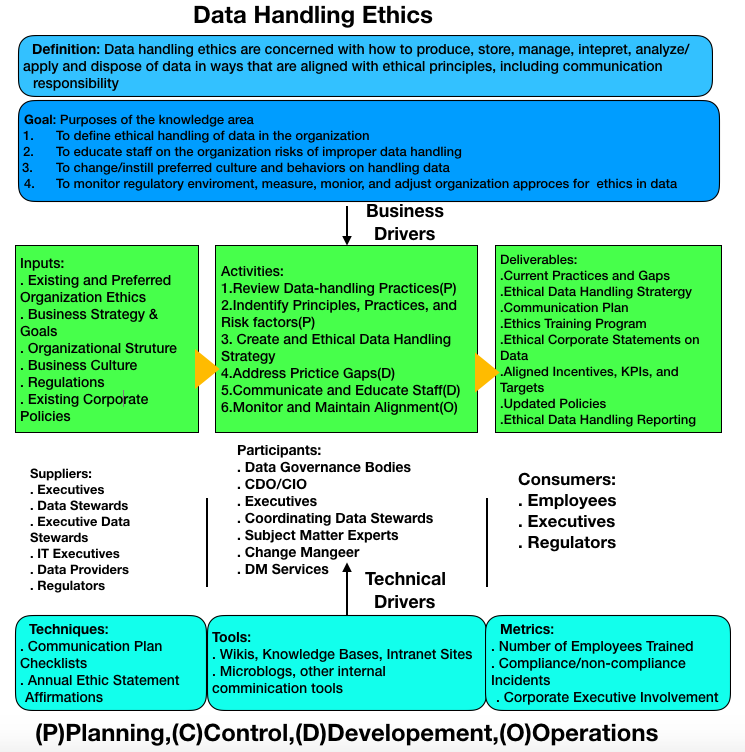 Data Handling Ethics
Definition: Data handling ethics are concerned with how to produce, store, manage, intepret, analyze/
apply and dispose of data in ways that are aligned with ethical principles, including communication
responsibility
Goal: Purposes of the knowledge area
1. To define ethical handling of data in the organization
2. To educate staff on the organization risks of improper data handling
3. To change/instill preferred culture and behaviors on handling data
4. To monitor regulatory enviroment, measure, monior, and adjust organization approces for ethics in data
Business
Drivers
Inputs:
. Existing and Preferred
Organization Ethics
. Business Strategy &
Goals
. Organizational Struture
. Business Culture
. Regulations
. Existing Corporate
Policies
Activities:
1.Review Data-handling Practices(P)
2.Indentify Principles, Practices, and
Risk factors(P)
3. Create and Ethical Data Handling
Strategy
4.Address Prictice Gaps(D)
5.Communicate and Educate Staff(D)
6.Monitor and Maintain Alignment(O)
Deliverables:
.Current Practices and Gaps
.Ethical Data Handling Stratergy
.Communication Plan
.Ethics Training Program
.Ethical Corporate Statements on
Data
.Aligned Incentives, KPIs, and
Targets
.Updated Policies
.Ethical Data Handling Reporting
Suppliers:
. Executives
. Data Stewards
. Executive Data
Stewards
. IT Executives
. Data Providers
. Regulators
Participants:
. Data Governance Bodies
. CDO/CIO
. Executives
. Coordinating Data Stewards
. Subject Matter Experts
. Change Mangeer
. DM Services
Consumers:
. Employees
. Executives
. Regulators
Technical
Drivers
Techniques:
. Communication Plan
Checklists
. Annual Ethic Statement
Affirmations
Tools:
. Wikis, Knowledge Bases, Intranet Sites
. Microblogs, other internal
comminication tools
Metrics:
. Number of Employees Trained
. Compliance/non-compliance
Incidents
. Corporate Executive Involvement
(P)Planning,(C)Control,(D)Developement,(O)Operations